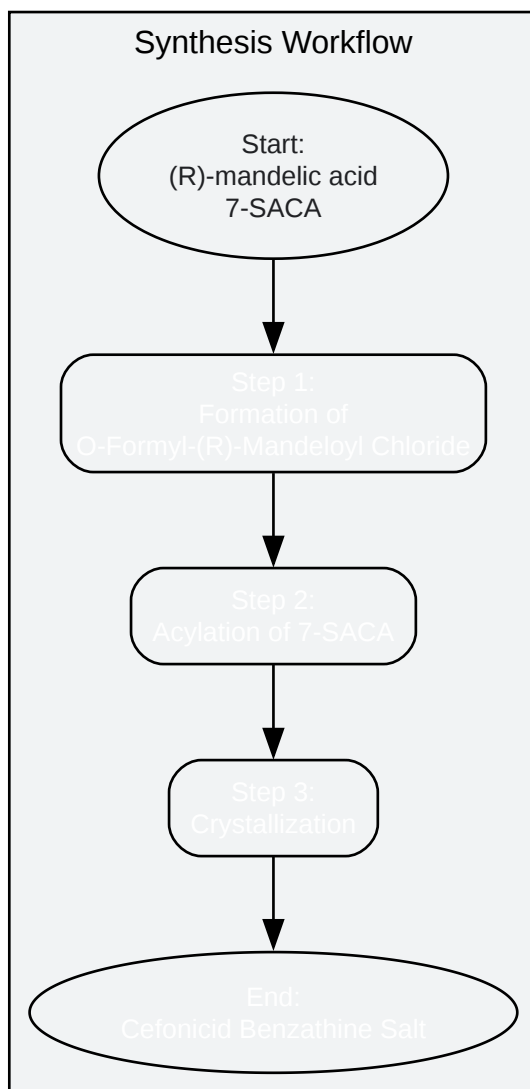 Synthesis Workflow
Start:
(R)-mandelic acid
7-SACA
Step 1:
Formation of
O-Formyl-(R)-Mandeloyl Chloride
Step 2:
Acylation of 7-SACA
Step 3:
Crystallization
End:
Cefonicid Benzathine Salt